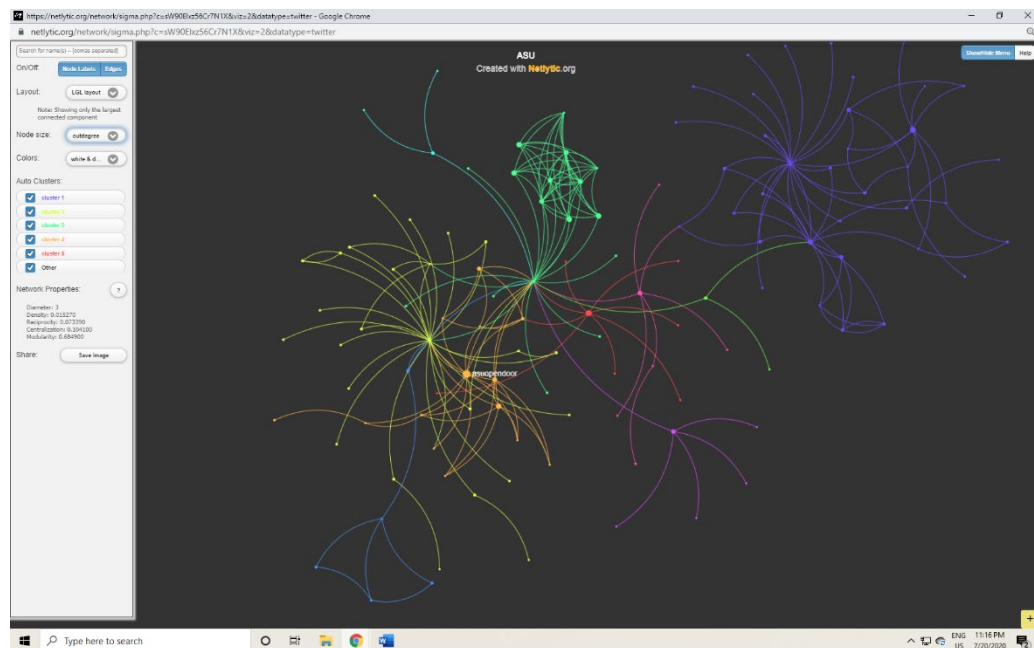 https://netlytic.org/network/sigma.php?c=sW90Elxz56Cr7N1X&viz=2&datatype=twitter - Google Chrome
netlytic.org/network/sigma.php?c=sW90Elxz56Cr7N1X&viz=2&datatype=twitter
Search for name(s) – [comas separated]
On/Off: Node Labels Edges
Layout: LGL layout
Note: Showing only the largest
connected component
Node size: outdegree
Colors: white & d...
Auto Clusters:
cluster 1
cluster 2
cluster 3
cluster 4
cluster 5
Other
Network Properties: ?
Diameter: 3
Density: 0.015270
Reciprocity: 0.073390
Centralization: 0.104100
Modularity: 0.684900
Share: Save image
ASU
Created with Netlytic.org
Show/Hide Menu Help
asuopendoor
+
Type here to search
ENG 11:16 PM
US 7/20/2020